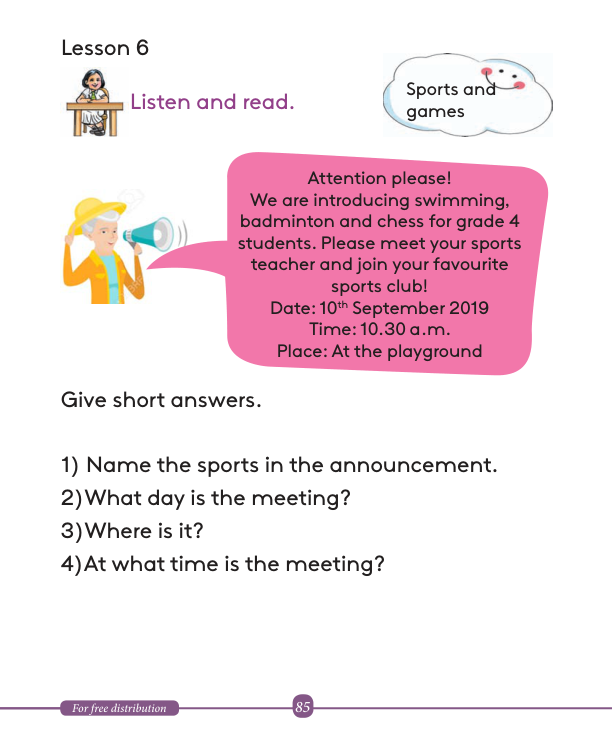 Lesson 6
Listen and read.
Sports and
games
Attention please!
We are introducing swimming,
badminton and chess for grade 4
students. Please meet your sports
teacher and join your favourite
sports club!
Date: 10th September 2019
Time: 10.30 a.m.
Place: At the playground
Give short answers.
1) Name the sports in the announcement.
2)What day is the meeting?
3)Where is it?
4)At what time is the meeting?
For free distribution
85